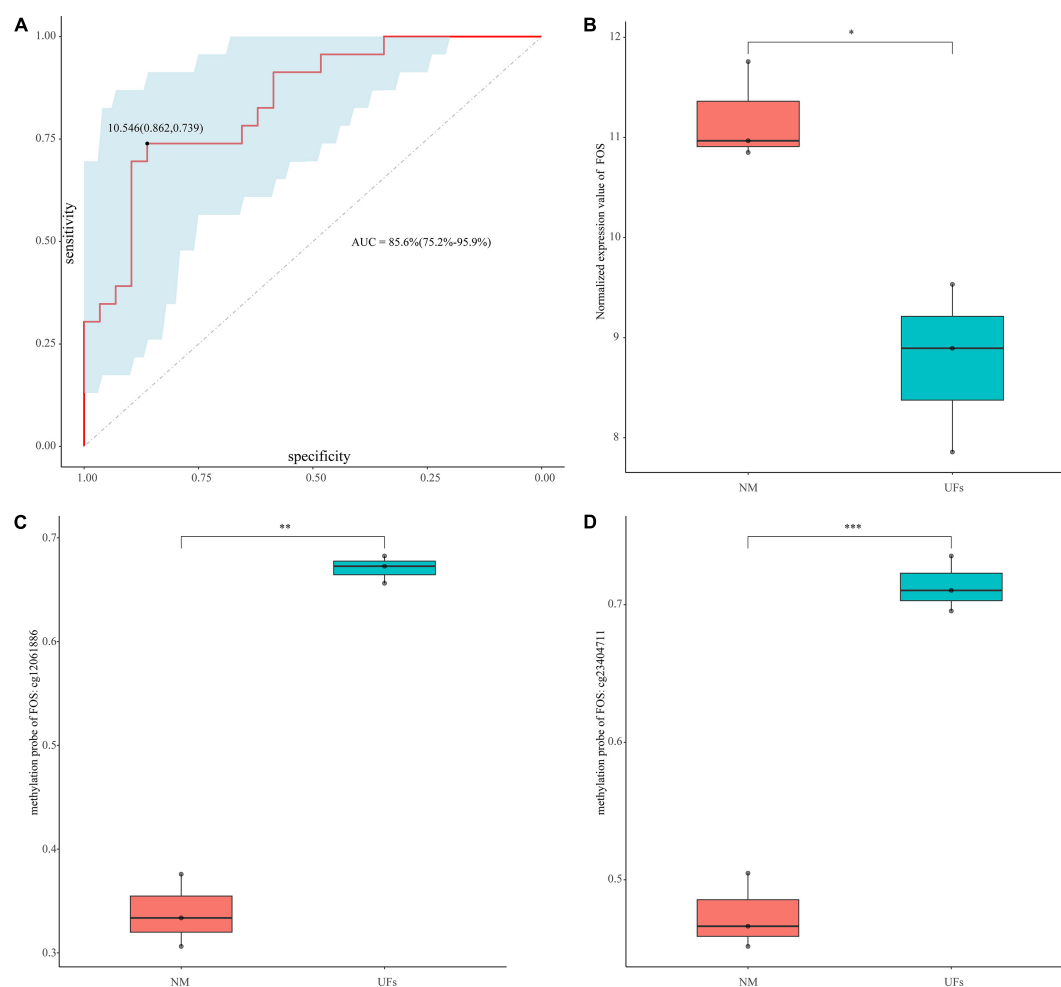 A
1.00
0.75
0.50
0.25
0.00
sensitivity
10.546(0.862,0.739)
AUC = 85.6%(75.2%-95.9%)
specificity
1.00
0.75
0.50
0.25
0.00
B
12
11
10
9
8
Normalized expression value of FOS
*
NM
UFs
C
0.7
0.6
0.5
0.4
0.3
methylation probe of FOS: cg12061886
**
NM
UFs
D
0.7
0.6
0.5
methylation probe of FOS: cg23404711
***
NM
UFs